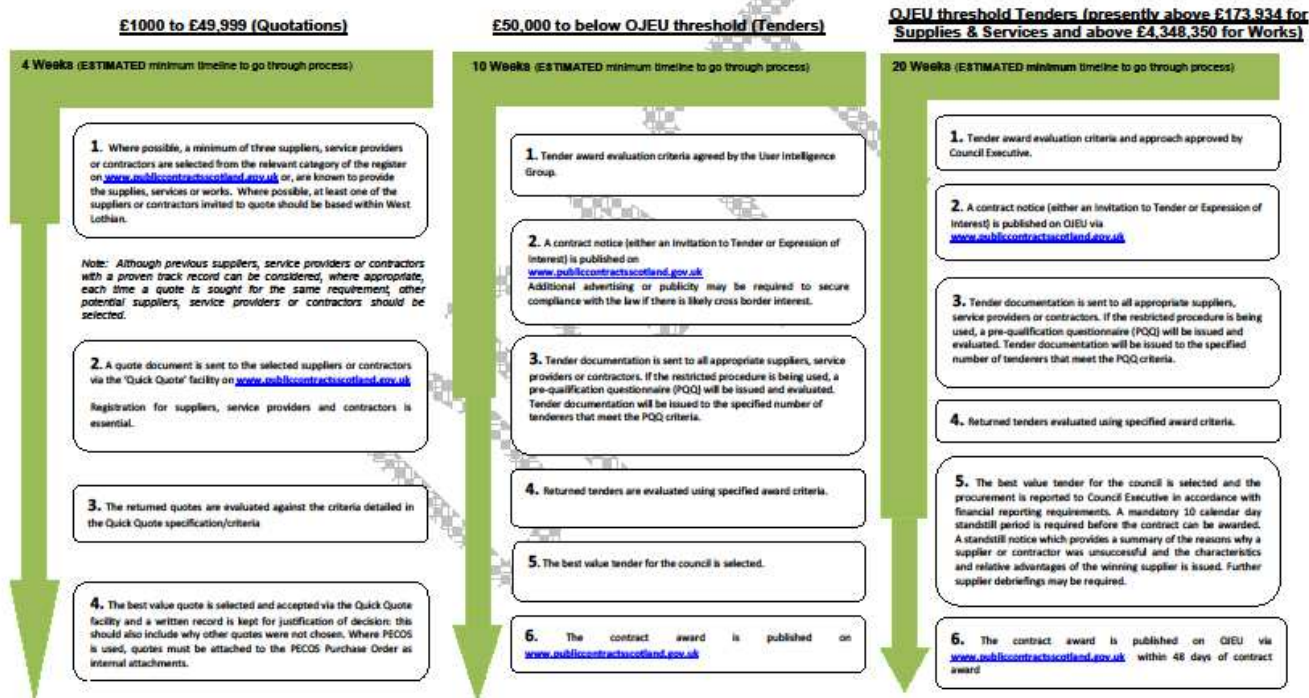 £1000 to £49,999 (Quotations)
4 Weeks (ESTIMATED minimum timeline to go through process)
1. Where possible, a minimum of three suppliers, service providers
or contractors are selected from the relevant category of the register
on www.publiccontractsscotland.gov.uk or, are known to provide
the supplies, services or works. Where possible, at least one of the
suppliers or contractors invited to quote should be based within West
Lothian.
Note: Although previous suppliers, service providers or contractors
with a proven track record can be considered, where appropriate,
each time a quote is sought for the same requirement, other
potential suppliers, service providers or contractors should be
selected.
2. A quote document is sent to the selected suppliers or contractors
via the 'Quick Quote' facility on www.publiccontractsscotland.gov.uk
Registration for suppliers, service providers and contractors is
essential.
3. The returned quotes are evaluated against the criteria detailed in
the Quick Quote specification/criteria
4. The best value quote is selected and accepted via the Quick Quote
facility and a written record is kept for justification of decision: this
should also include why other quotes were not chosen. Where PECOS
is used, quotes must be attached to the PECOS Purchase Order as
internal attachments.
£50,000 to below OJEU threshold (Tenders)
10 Weeks (ESTIMATED minimum timeline to go through process)
1. Tender award evaluation criteria agreed by the User Intelligence
Group.
2. A contract notice (either an Invitation to Tender or Expression of
Interest) is published on
www.publiccontractsscotland.gov.uk
Additional advertising or publicity may be required to secure
compliance with the law if there is likely cross border interest.
3. Tender documentation is sent to all appropriate suppliers, service
providers or contractors. If the restricted procedure is being used, a
pre-qualification questionnaire (PQQ) will be issued and evaluated.
Tender documentation will be issued to the specified number of
tenderers that meet the PQQ criteria.
4. Returned tenders are evaluated using specified award criteria.
5. The best value tender for the council is selected.
6. The contract award is published on
www.publiccontractsscotland.gov.uk
OJEU threshold Tenders (presently above £173,934 for
Supplies & Services and above £4,348,350 for Works)
20 Weeks (ESTIMATED minimum timeline to go through process)
1. Tender award evaluation criteria and approach approved by
Council Executive.
2. A contract notice (either an Invitation to Tender or Expression of
Interest) is published on OJEU via
www.publiccontractsscotland.gov.uk
3. Tender documentation is sent to all appropriate suppliers,
service providers or contractors. If the restricted procedure is being
used, a pre-qualification questionnaire (PQQ) will be issued and
evaluated. Tender documentation will be issued to the specified
number of tenderers that meet the PQQ criteria.
4. Returned tenders evaluated using specified award criteria.
5. The best value tender for the council is selected and the
procurement is reported to Council Executive in accordance with
financial reporting requirements. A mandatory 10 calendar day
standstill period is required before the contract can be awarded.
A standstill notice which provides a summary of the reasons why a
supplier or contractor was unsuccessful and the characteristics
and relative advantages of the winning supplier is issued. Further
supplier debriefings may be required.
6. The contract award is published on OJEU via
www.publiccontractsscotland.gov.uk within 48 days of contract
award